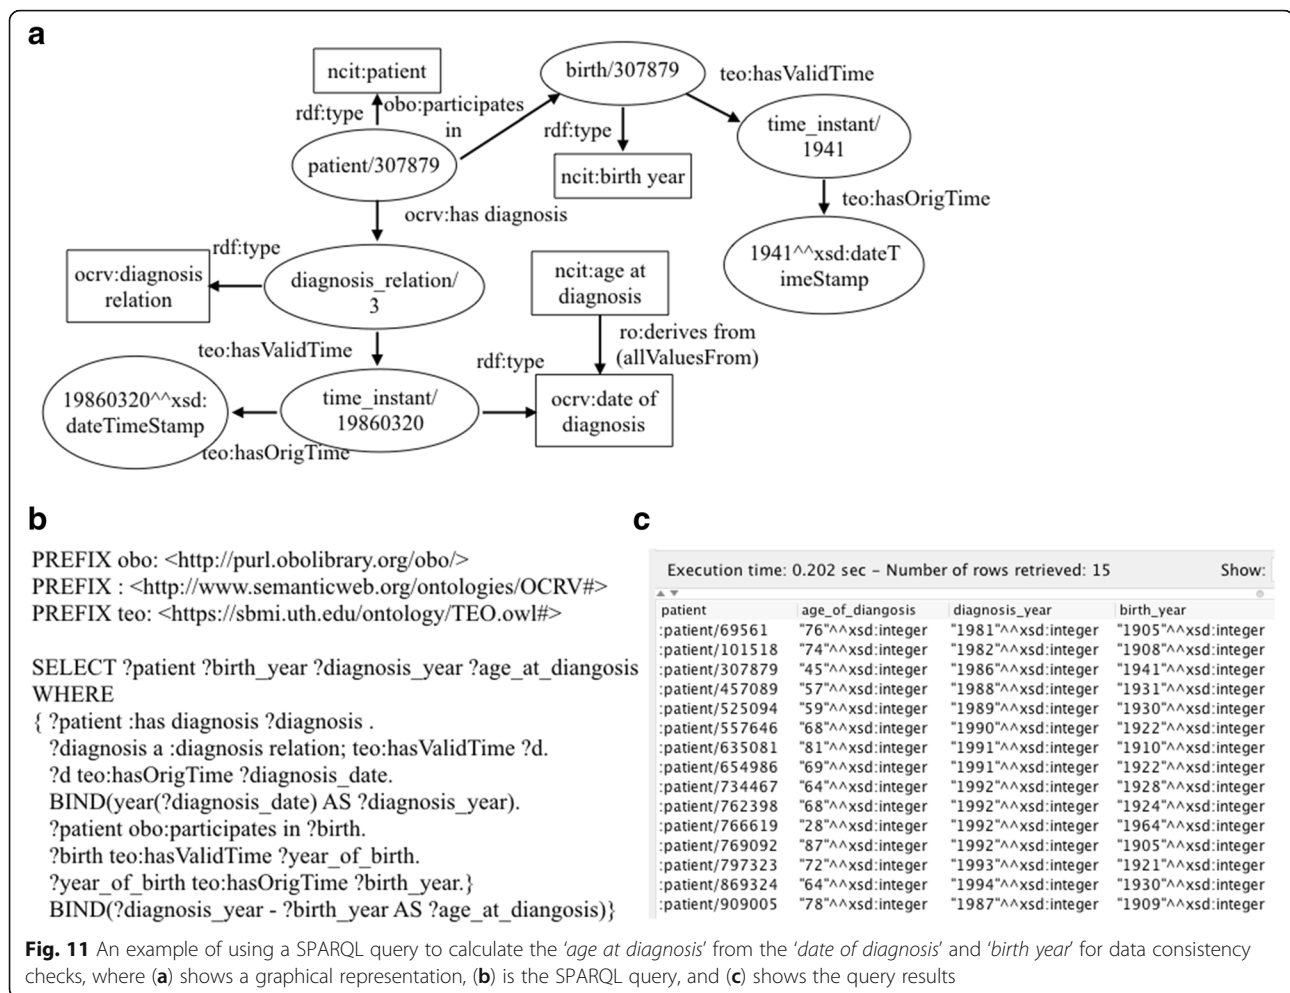 a
ncit:patient
rdf:type
obo:participates
in
patient/307879
birth/307879
teo:hasValidTime
rdf:type
ncit:birth year
time_instant/
1941
teo:hasOrigTime
1941^^xsd:dateT
imeStamp
ocrv:has diagnosis
rdf:type
ocrv:diagnosis
relation
diagnosis_relation/
3
ncit:age at
diagnosis
ro:derives from
(allValuesFrom)
teo:hasValidTime
rdf:type
19860320^^xsd:
dateTimeStamp
time_instant/
19860320
ocrv:date of
diagnosis
teo:hasOrigTime
b
PREFIX obo: <http://purl.obolibrary.org/obo/>
PREFIX : <http://www.semanticweb.org/ontologies/OCRV#>
PREFIX teo: <https://sbmi.uth.edu/ontology/TEO.owl#>
SELECT ?patient ?birth_year ?diagnosis_year ?age_at_diangosis
WHERE
{ ?patient :has diagnosis ?diagnosis .
?diagnosis a :diagnosis relation; teo:hasValidTime ?d.
?d teo:hasOrigTime ?diagnosis_date.
BIND(year(?diagnosis_date) AS ?diagnosis_year).
?patient obo:participates in ?birth.
?birth teo:hasValidTime ?year_of_birth.
?year_of_birth teo:hasOrigTime ?birth_year.}
BIND(?diagnosis_year - ?birth_year AS ?age_at_diangosis)}
c
Execution time: 0.202 sec – Number of rows retrieved: 15 Show:
patient age_of_diangosis diagnosis_year birth_year
:patient/69561 "76"^^xsd:integer "1981"^^xsd:integer "1905"^^xsd:integer
:patient/101518 "74"^^xsd:integer "1982"^^xsd:integer "1908"^^xsd:integer
:patient/307879 "45"^^xsd:integer "1986"^^xsd:integer "1941"^^xsd:integer
:patient/457089 "57"^^xsd:integer "1988"^^xsd:integer "1931"^^xsd:integer
:patient/525094 "59"^^xsd:integer "1989"^^xsd:integer "1930"^^xsd:integer
:patient/557646 "68"^^xsd:integer "1990"^^xsd:integer "1922"^^xsd:integer
:patient/635081 "81"^^xsd:integer "1991"^^xsd:integer "1910"^^xsd:integer
:patient/654986 "69"^^xsd:integer "1991"^^xsd:integer "1922"^^xsd:integer
:patient/734467 "64"^^xsd:integer "1992"^^xsd:integer "1928"^^xsd:integer
:patient/762398 "68"^^xsd:integer "1992"^^xsd:integer "1924"^^xsd:integer
:patient/766619 "28"^^xsd:integer "1992"^^xsd:integer "1964"^^xsd:integer
:patient/769092 "87"^^xsd:integer "1992"^^xsd:integer "1905"^^xsd:integer
:patient/797323 "72"^^xsd:integer "1993"^^xsd:integer "1921"^^xsd:integer
:patient/869324 "64"^^xsd:integer "1994"^^xsd:integer "1930"^^xsd:integer
:patient/909005 "78"^^xsd:integer "1987"^^xsd:integer "1909"^^xsd:integer
Fig. 11 An example of using a SPARQL query to calculate the 'age at diagnosis' from the 'date of diagnosis' and 'birth year' for data consistency
checks, where (a) shows a graphical representation, (b) is the SPARQL query, and (c) shows the query results